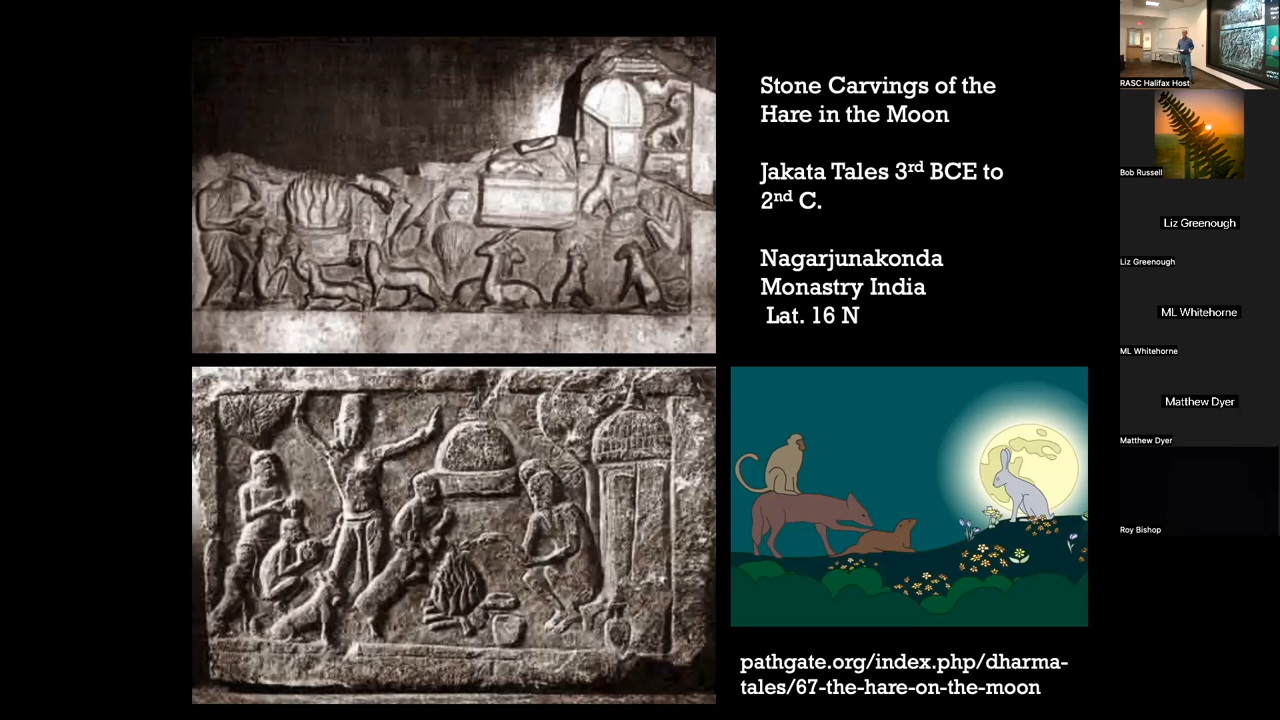 Stone Carvings of the
Hare in the Moon
Jakata Tales 3rd BCE to
2nd C.
Nagarjunakonda
Monastry India
Lat. 16 N
pathgate.org/index.php/dharma-
tales/67-the-hare-on-the-moon
RASC Halifax Host
Bob Russell
Liz Greenough
Liz Greenough
ML Whitehorne
ML Whitehorne
Matthew Dyer
Matthew Dyer
Roy Bishop